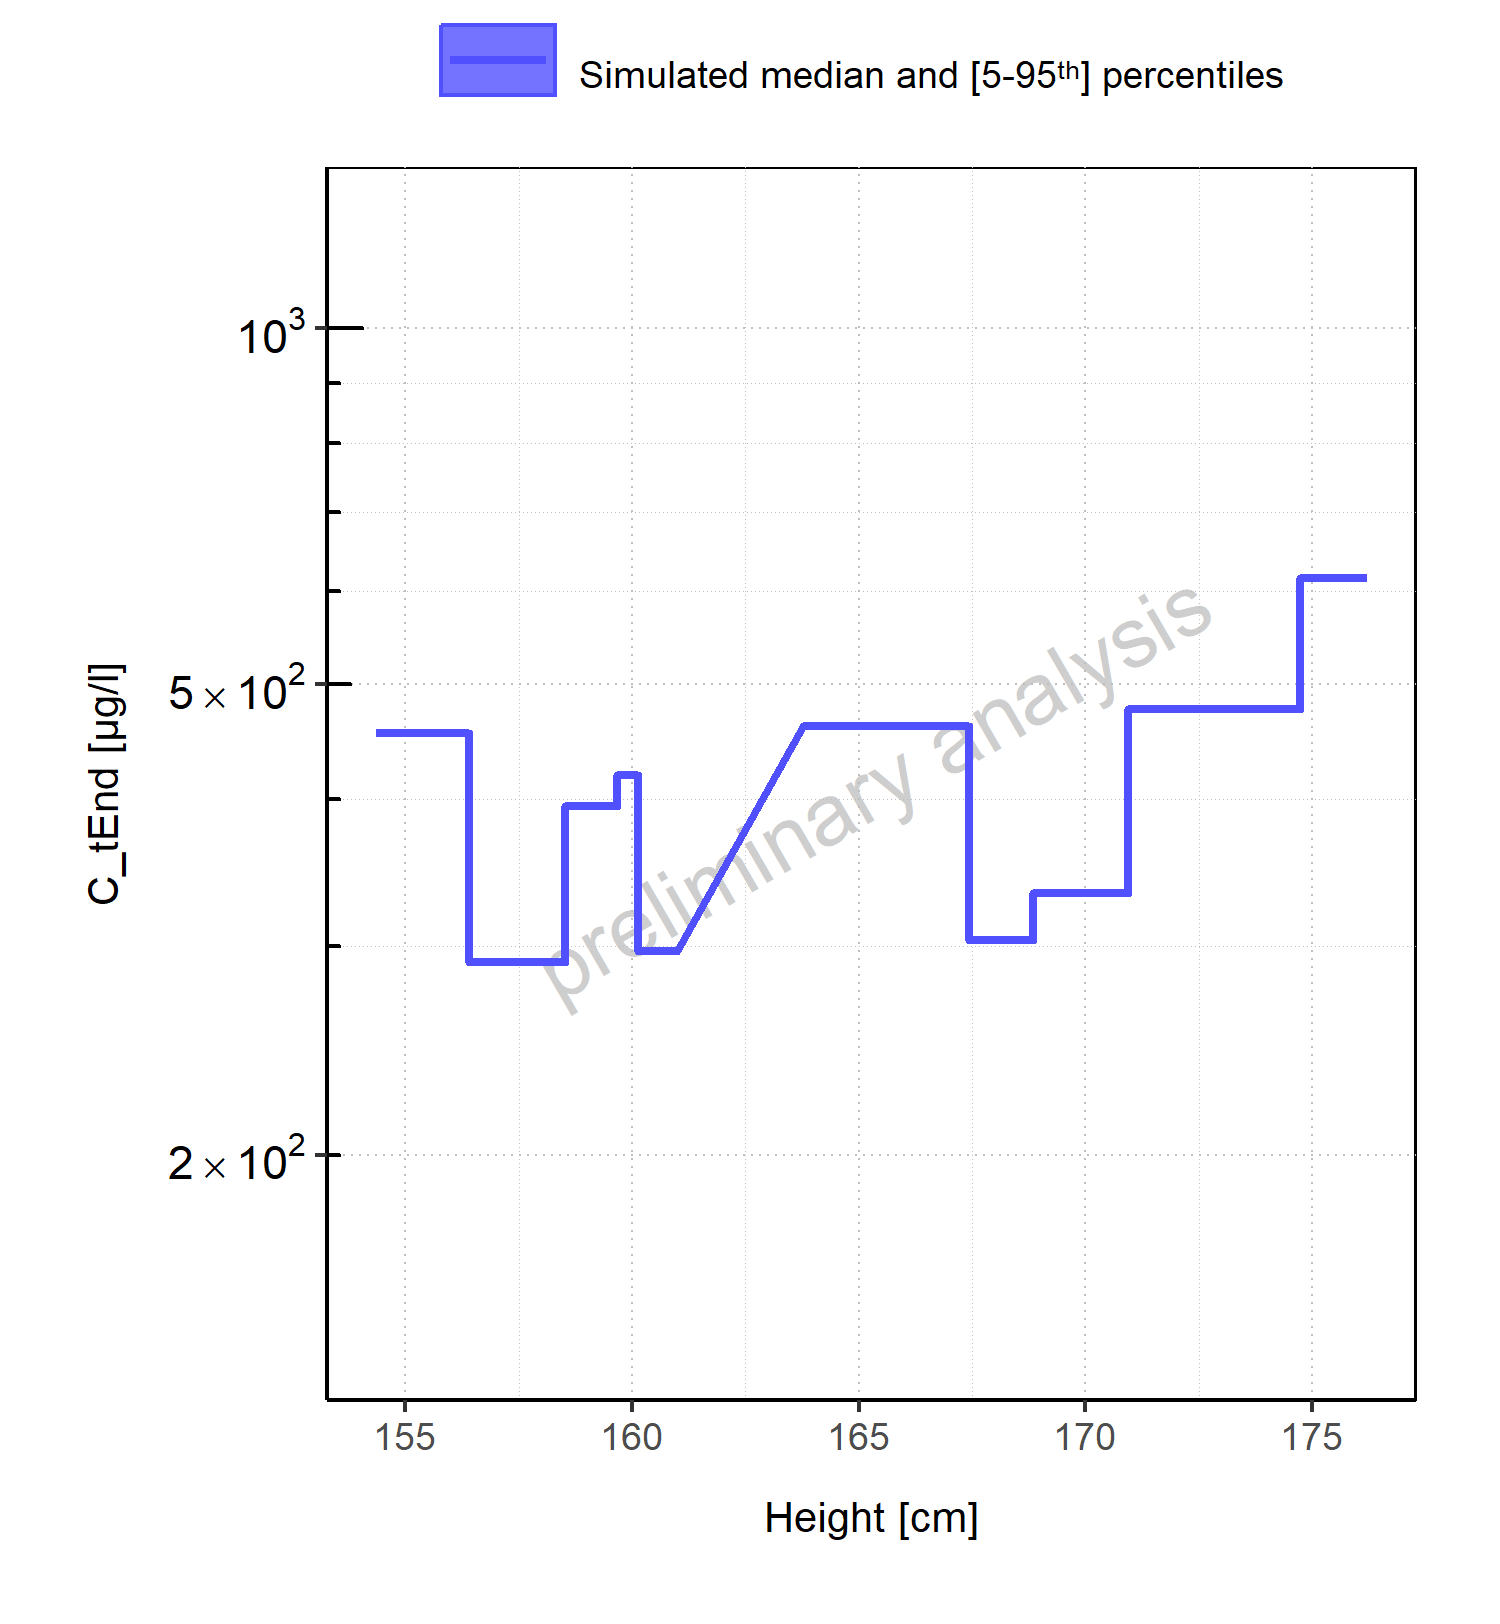 Simulated median and [5-95ᵗʰ] percentiles
10³
5 × 10²
2 × 10²
C_tEnd [µg/l]
preliminary analysis
155 160 165 170 175
Height [cm]